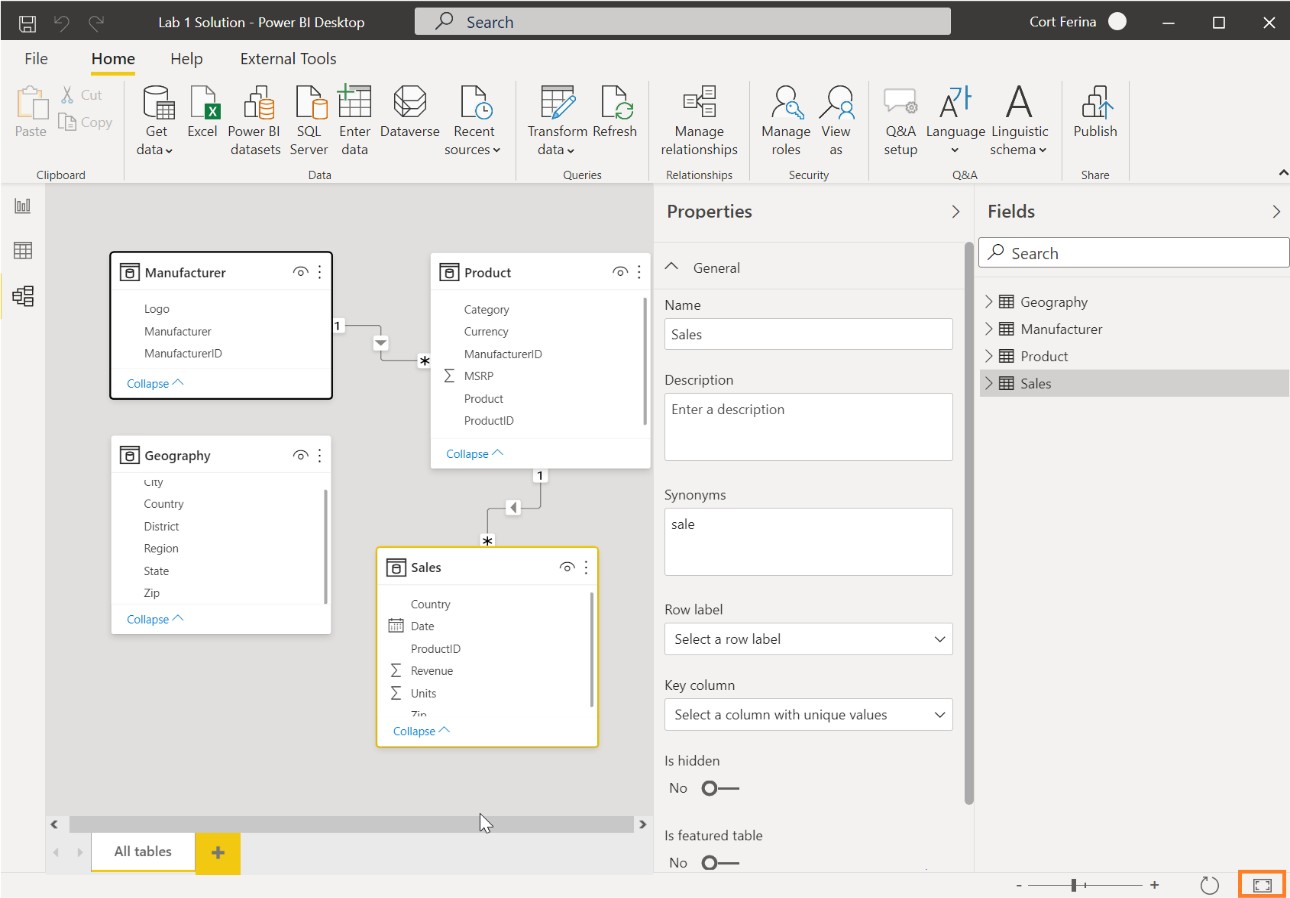 Lab 1 Solution - Power BI Desktop
Search
Cort Ferina
File
Home
Help
External Tools
Paste
Cut
Copy
Clipboard
Get data
Excel
Power BI datasets
SQL Server
Enter data
Dataverse
Recent sources
Data
Transform data
Refresh
Queries
Manage relationships
Relationships
Manage roles
View as
Security
Q&A setup
Language
Linguistic schema
Q&A
Publish
Share
Manufacturer
Logo
Manufacturer
ManufacturerID
Collapse
1
*
Product
Category
Currency
ManufacturerID
MSRP
Product
ProductID
Collapse
Geography
City
Country
District
Region
State
Zip
Collapse
1
*
Sales
Country
Date
ProductID
Revenue
Units
Zip
Collapse
All tables
+
Properties
General
Name
Sales
Description
Enter a description
Synonyms
sale
Row label
Select a row label
Key column
Select a column with unique values
Is hidden
No
Is featured table
No
Fields
Search
Geography
Manufacturer
Product
Sales
- +